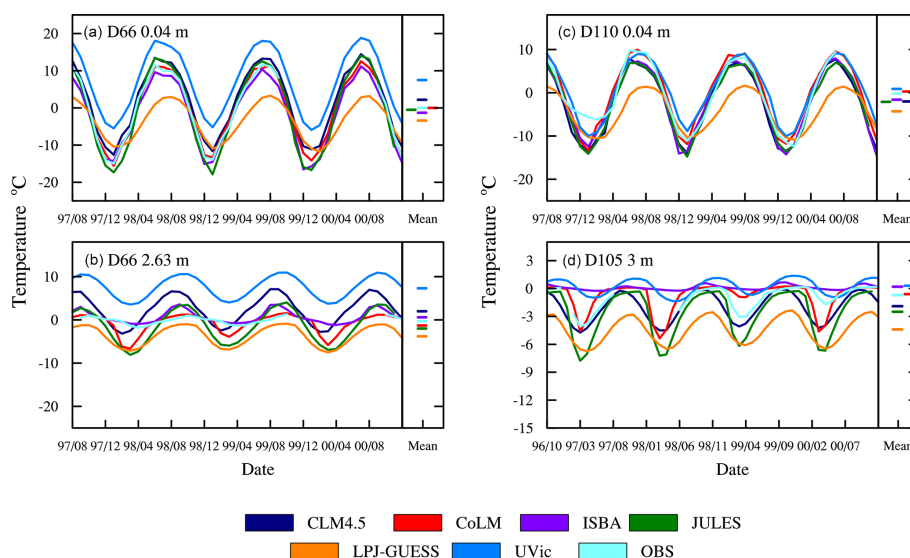 (a) D66 0.04 m
20
10
0
-10
-20
97/08 97/12 98/04 98/08 98/12 99/04 99/08 99/12 00/04 00/08 Mean
(c) D110 0.04 m
20
10
0
-10
-20
97/08 97/12 98/04 98/08 98/12 99/04 99/08 99/12 00/04 00/08 Mean
Temperature °C
Temperature °C
(b) D66 2.63 m
10
0
-10
-20
97/08 97/12 98/04 98/08 98/12 99/04 99/08 99/12 00/04 00/08 Mean
Date
(d) D105 3 m
3
0
-3
-6
-9
-12
-15
96/10 97/03 97/08 98/01 98/06 98/11 99/04 99/09 00/02 00/07 Mean
Date
CLM4.5 CoLM ISBA JULES
LPJ-GUESS UVic OBS